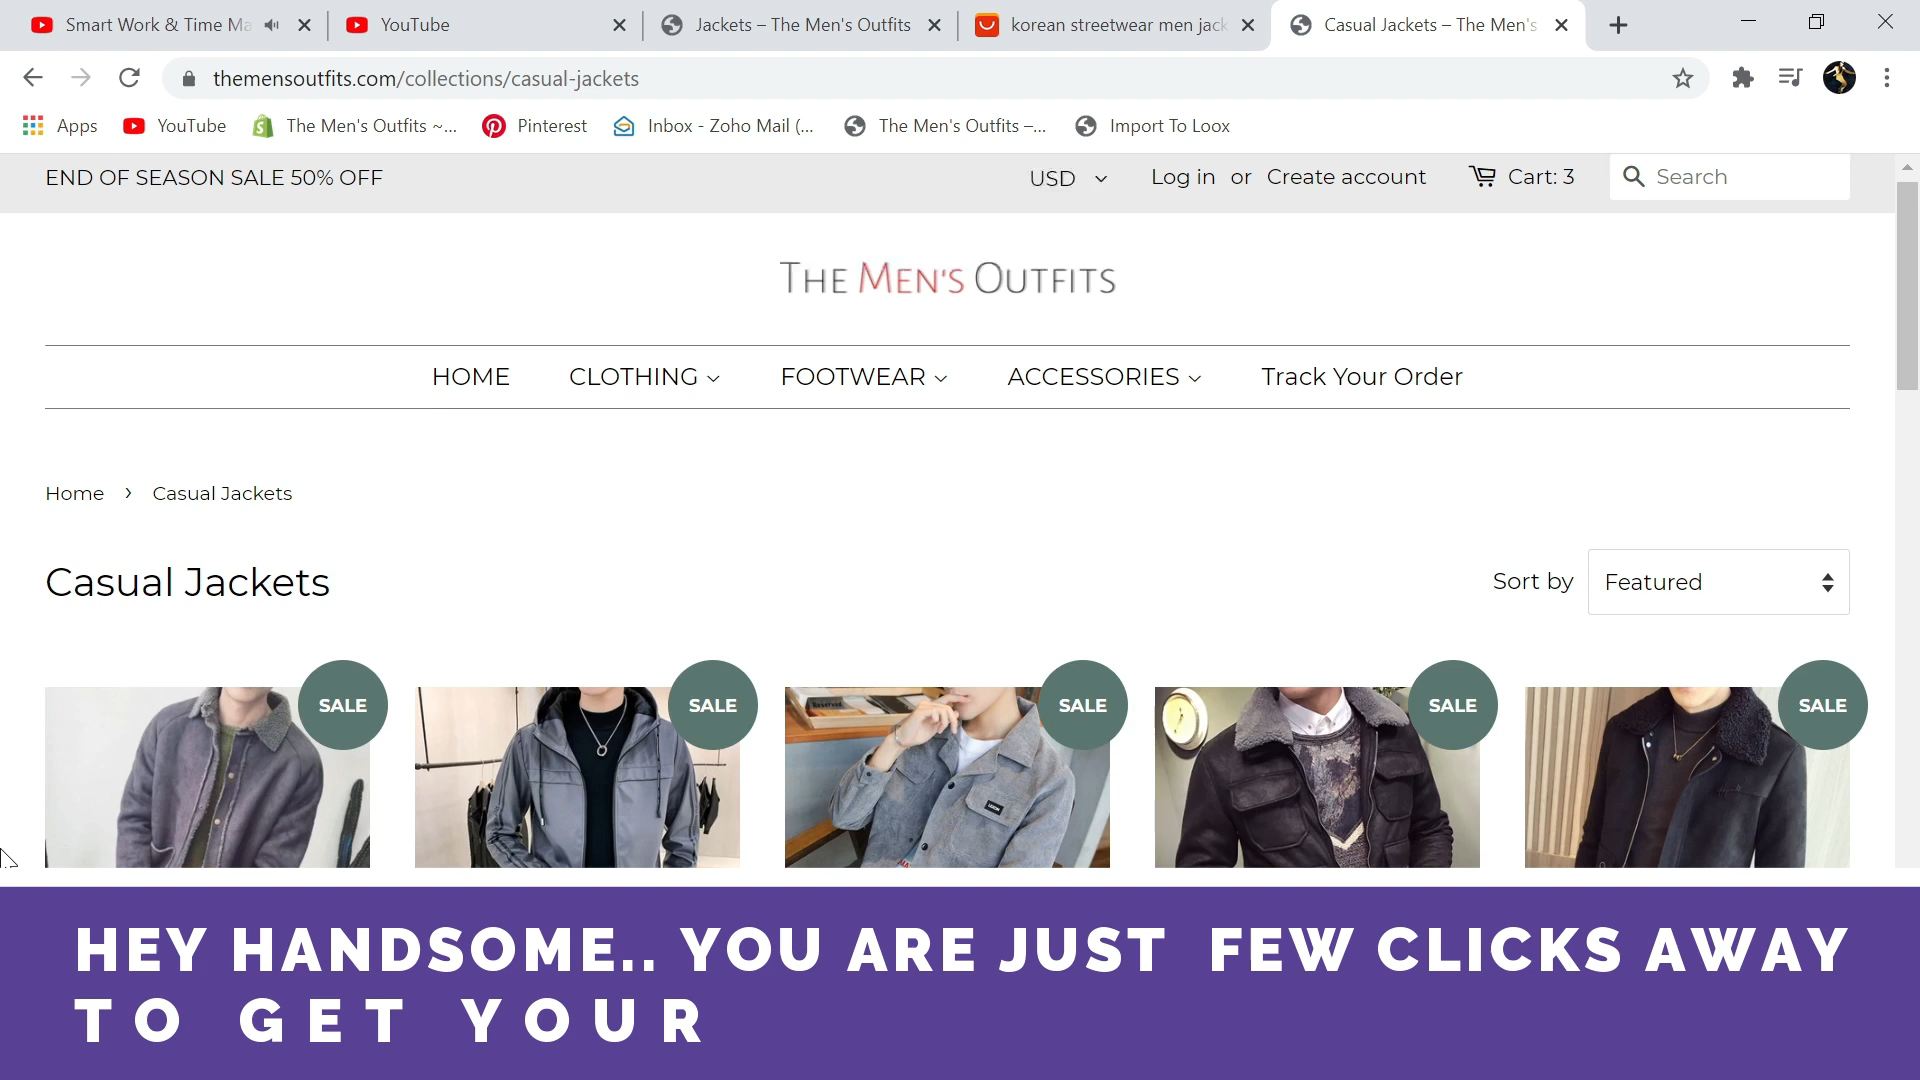 Smart Work & Time Ma
YouTube
Jackets – The Men's Outfits
korean streetwear men jack
Casual Jackets – The Men's
themensoutfits.com/collections/casual-jackets
Apps
YouTube
The Men's Outfits ~...
Pinterest
Inbox - Zoho Mail (...
The Men's Outfits –...
Import To Loox
END OF SEASON SALE 50% OFF
USD
Log in or Create account
Cart: 3
Search
THE MEN'S OUTFITS
HOME
CLOTHING
FOOTWEAR
ACCESSORIES
Track Your Order
Home › Casual Jackets
Casual Jackets
Sort by
Featured
SALE
SALE
SALE
SALE
SALE
HEY HANDSOME.. YOU ARE JUST FEW CLICKS AWAY
TO GET YOUR